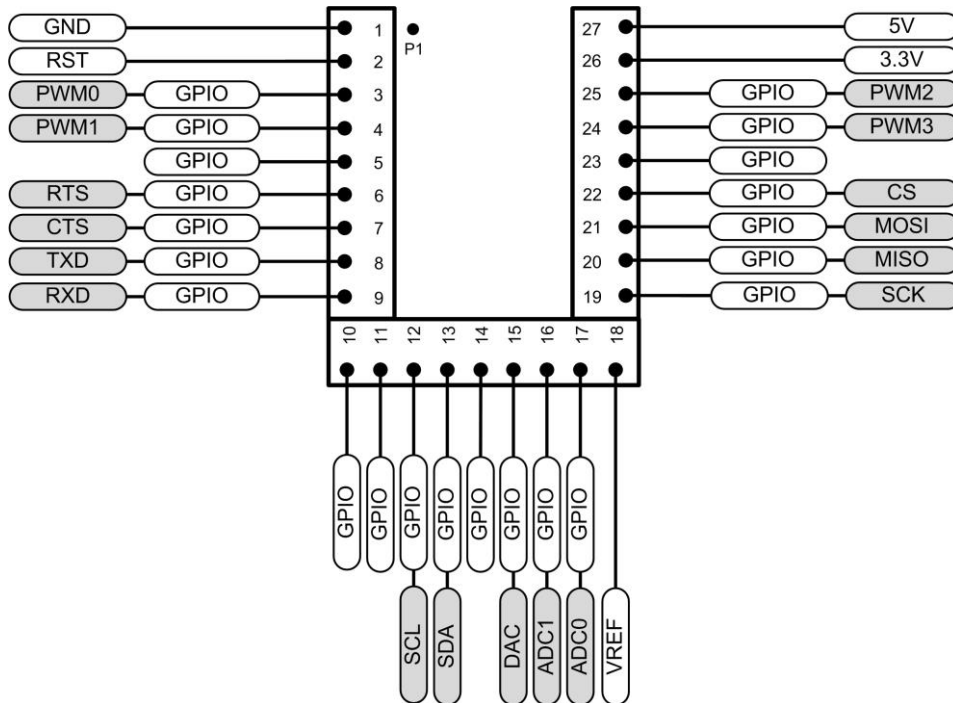 GND 1 P1 27 5V
RST 2 26 3.3V
PWM0 GPIO 3 25 GPIO PWM2
PWM1 GPIO 4 24 GPIO PWM3
GPIO 5 23 GPIO
RTS GPIO 6 22 GPIO CS
CTS GPIO 7 21 GPIO MOSI
TXD GPIO 8 20 GPIO MISO
RXD GPIO 9 19 GPIO SCK
10 11 12 13 14 15 16 17 18
GPIO GPIO GPIO GPIO GPIO GPIO GPIO GPIO
SCL SDA DAC ADC1 ADC0 VREF